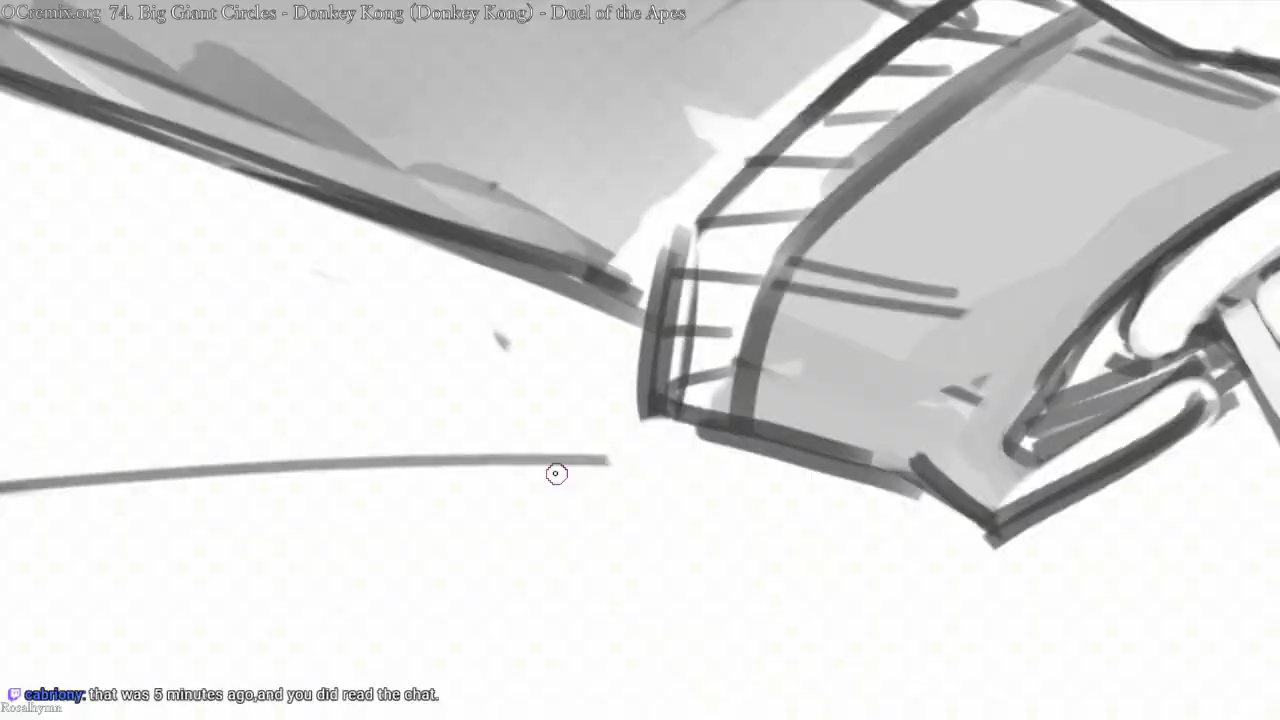 OCremix.org 74. Big Giant Circles - Donkey Kong (Donkey Kong) - Duel of the Apes
cabriony: that was 5 minutes ago,and you did read the chat.
Rosalhymn